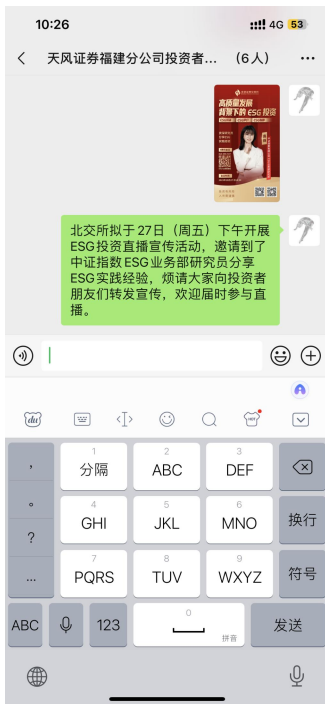 10:26
4G 53
天风证券福建分公司投资者... (6人)
高质量发展
背景下的 ESG 投资
北交所拟于27日（周五）下午开展
ESG投资直播宣传活动，邀请到了
中证指数ESG业务部研究员分享
ESG实践经验，烦请大家向投资者
朋友们转发宣传，欢迎届时参与直
播。
du
, 1 分隔 2 ABC 3 DEF
。 4 GHI 5 JKL 6 MNO 换行
?
... 7 PQRS 8 TUV 9 WXYZ 符号
ABC 123 0 拼音 发送